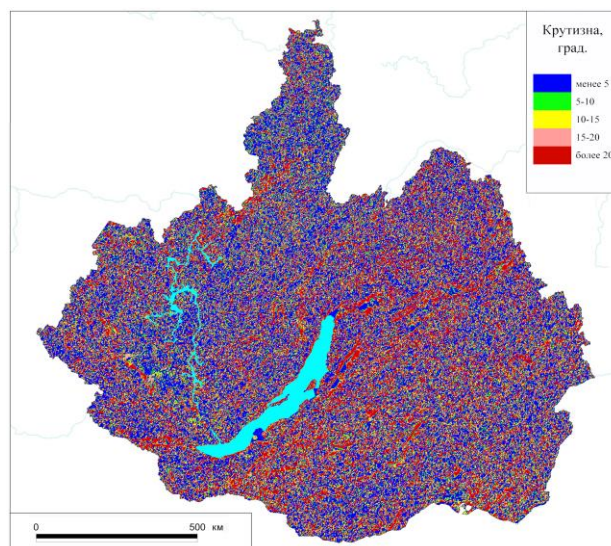 Крутизна,
град.
менее 5
5-10
10-15
15-20
более 20
0 500 км